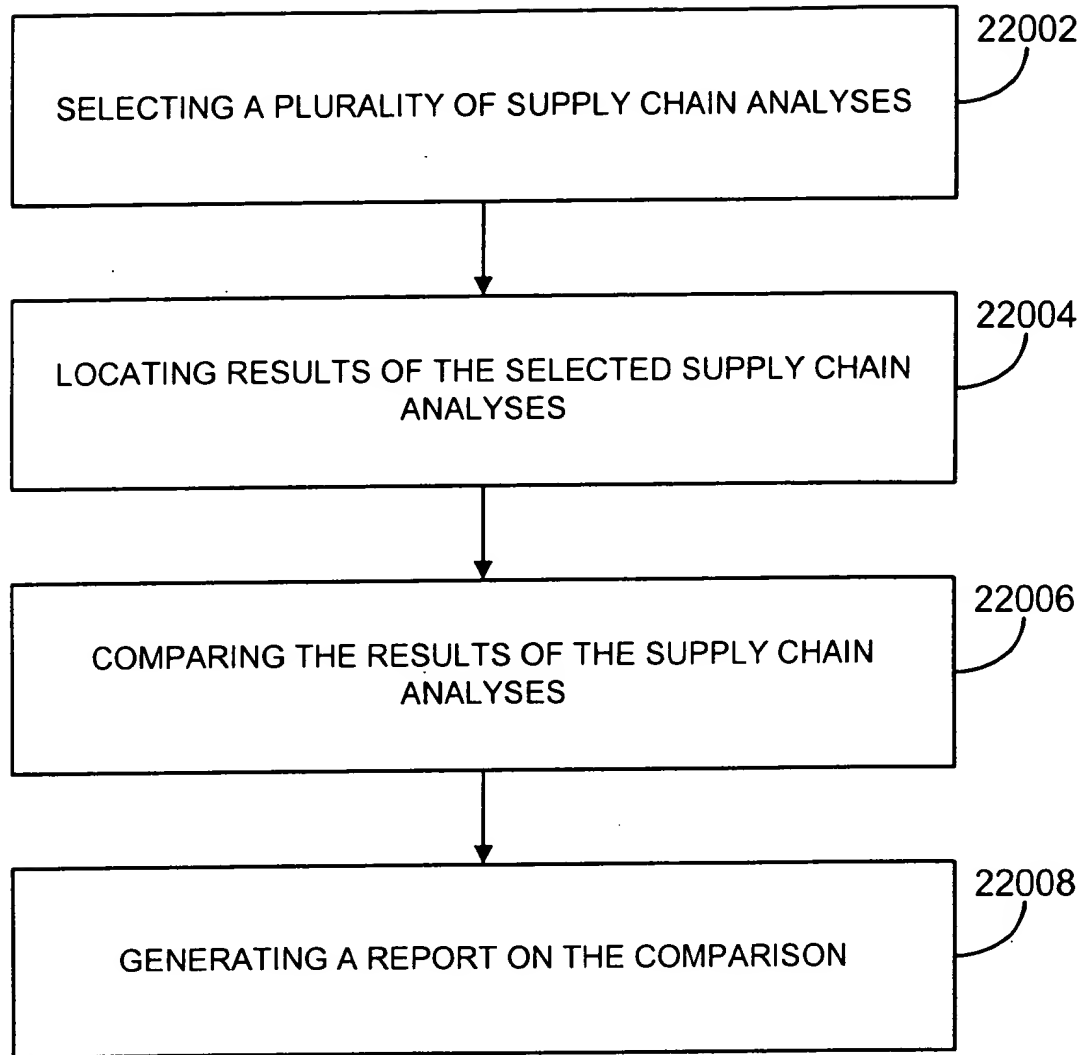 22002
SELECTING A PLURALITY OF SUPPLY CHAIN ANALYSES
22004
LOCATING RESULTS OF THE SELECTED SUPPLY CHAIN
ANALYSES
22006
COMPARING THE RESULTS OF THE SUPPLY CHAIN
ANALYSES
22008
GENERATING A REPORT ON THE COMPARISON